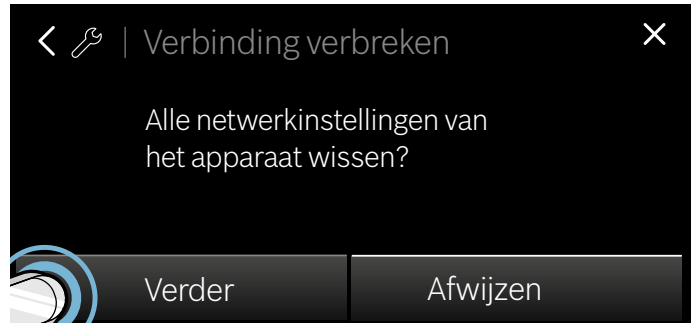 Verbinding verbreken
Alle netwerkinstellingen van
het apparaat wissen?
Verder
Afwijzen